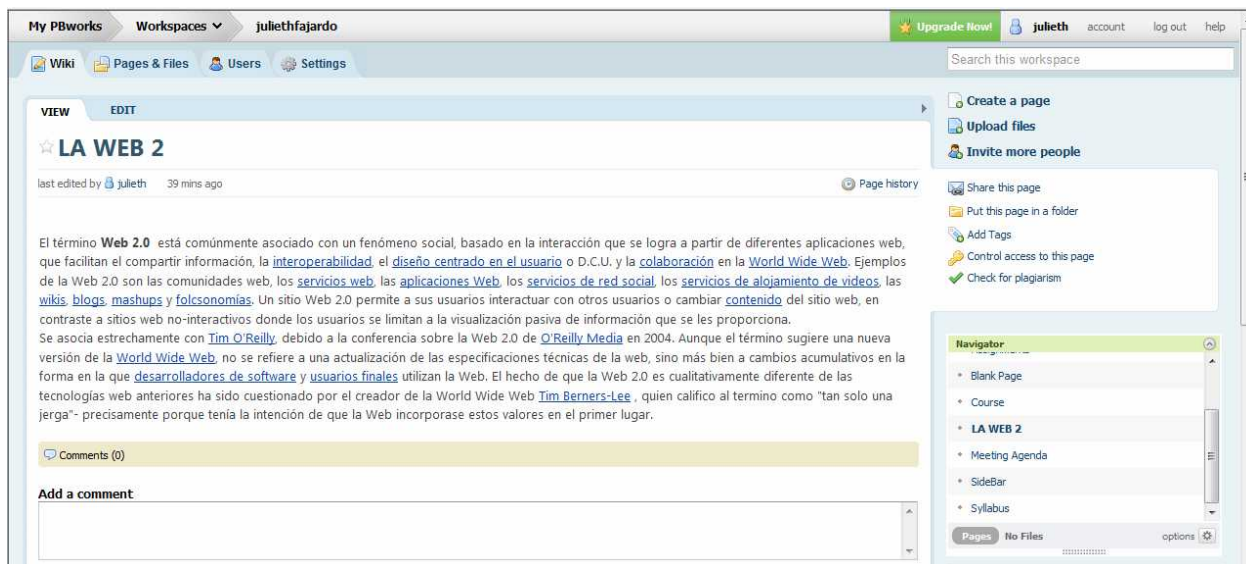 My PBworks Workspaces juliethfajardo Upgrade Now! julieth account log out help
Wiki Pages & Files Users Settings Search this workspace
VIEW EDIT
LA WEB 2
last edited by julieth 39 mins ago Page history
El término Web 2.0 está comúnmente asociado con un fenómeno social, basado en la interacción que se logra a partir de diferentes aplicaciones web,
que facilitan el compartir información, la interoperabilidad, el diseño centrado en el usuario o D.C.U. y la colaboración en la World Wide Web. Ejemplos
de la Web 2.0 son las comunidades web, los servicios web, las aplicaciones Web, los servicios de red social, los servicios de alojamiento de videos, las
wikis, blogs, mashups y folcsonomías. Un sitio Web 2.0 permite a sus usuarios interactuar con otros usuarios o cambiar contenido del sitio web, en
contraste a sitios web no-interactivos donde los usuarios se limitan a la visualización pasiva de información que se les proporciona.
Se asocia estrechamente con Tim O'Reilly, debido a la conferencia sobre la Web 2.0 de O'Reilly Media en 2004. Aunque el término sugiere una nueva
versión de la World Wide Web, no se refiere a una actualización de las especificaciones técnicas de la web, sino más bien a cambios acumulativos en la
forma en la que desarrolladores de software y usuarios finales utilizan la Web. El hecho de que la Web 2.0 es cualitativamente diferente de las
tecnologías web anteriores ha sido cuestionado por el creador de la World Wide Web Tim Berners-Lee , quien califico al termino como "tan solo una
jerga"- precisamente porque tenía la intención de que la Web incorporase estos valores en el primer lugar.
Comments (0)
Add a comment
Create a page
Upload files
Invite more people
Share this page
Put this page in a folder
Add Tags
Control access to this page
Check for plagiarism
Navigator
Blank Page
Course
LA WEB 2
Meeting Agenda
SideBar
Syllabus
Pages No Files options